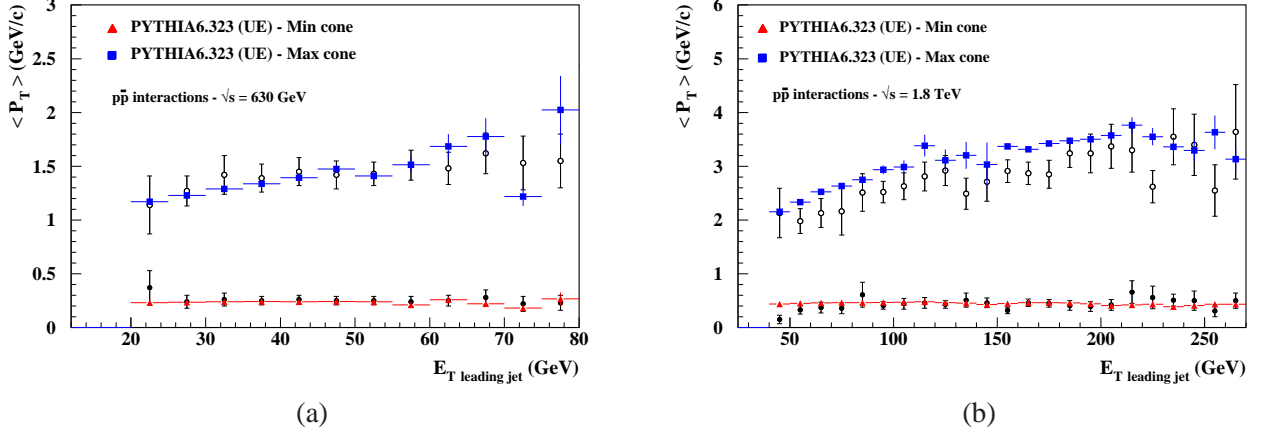 < P_T > (GeV/c)
3
2.5
2
1.5
1
0.5
0
PYTHIA6.323 (UE) - Min cone
PYTHIA6.323 (UE) - Max cone
pp̄ interactions - √s = 630 GeV
20 30 40 50 60 70 80
E_T leading jet (GeV)
(a)
< P_T > (GeV/c)
6
5
4
3
2
1
0
PYTHIA6.323 (UE) - Min cone
PYTHIA6.323 (UE) - Max cone
pp̄ interactions - √s = 1.8 TeV
50 100 150 200 250
E_T leading jet (GeV)
(b)